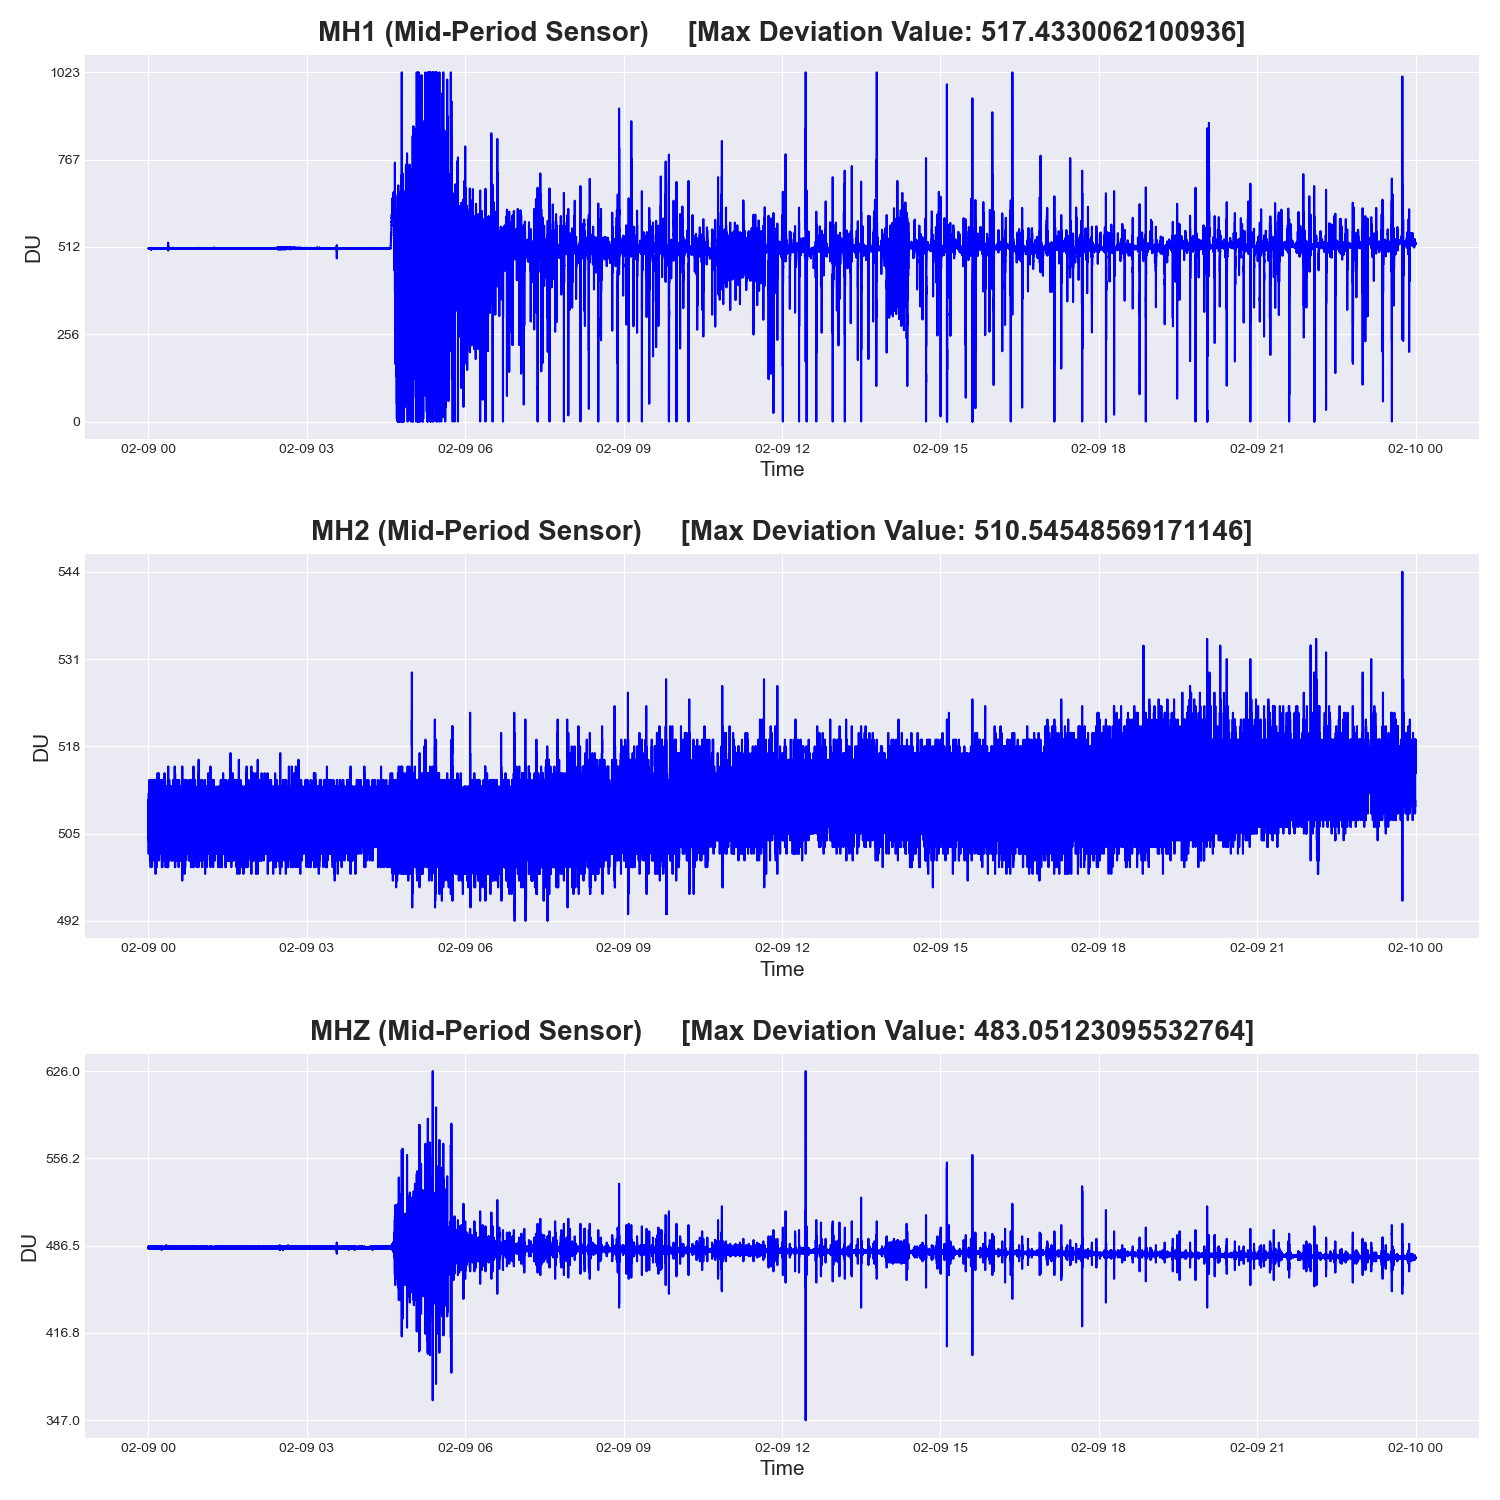 MH1 (Mid-Period Sensor) [Max Deviation Value: 517.4330062100936]
1023
767
512
256
0
DU
02-09 00 02-09 03 02-09 06 02-09 09 02-09 12 02-09 15 02-09 18 02-09 21 02-10 00
Time
MH2 (Mid-Period Sensor) [Max Deviation Value: 510.54548569171146]
544
531
518
505
492
DU
02-09 00 02-09 03 02-09 06 02-09 09 02-09 12 02-09 15 02-09 18 02-09 21 02-10 00
Time
MHZ (Mid-Period Sensor) [Max Deviation Value: 483.05123095532764]
626.0
556.2
486.5
416.8
347.0
DU
02-09 00 02-09 03 02-09 06 02-09 09 02-09 12 02-09 15 02-09 18 02-09 21 02-10 00
Time